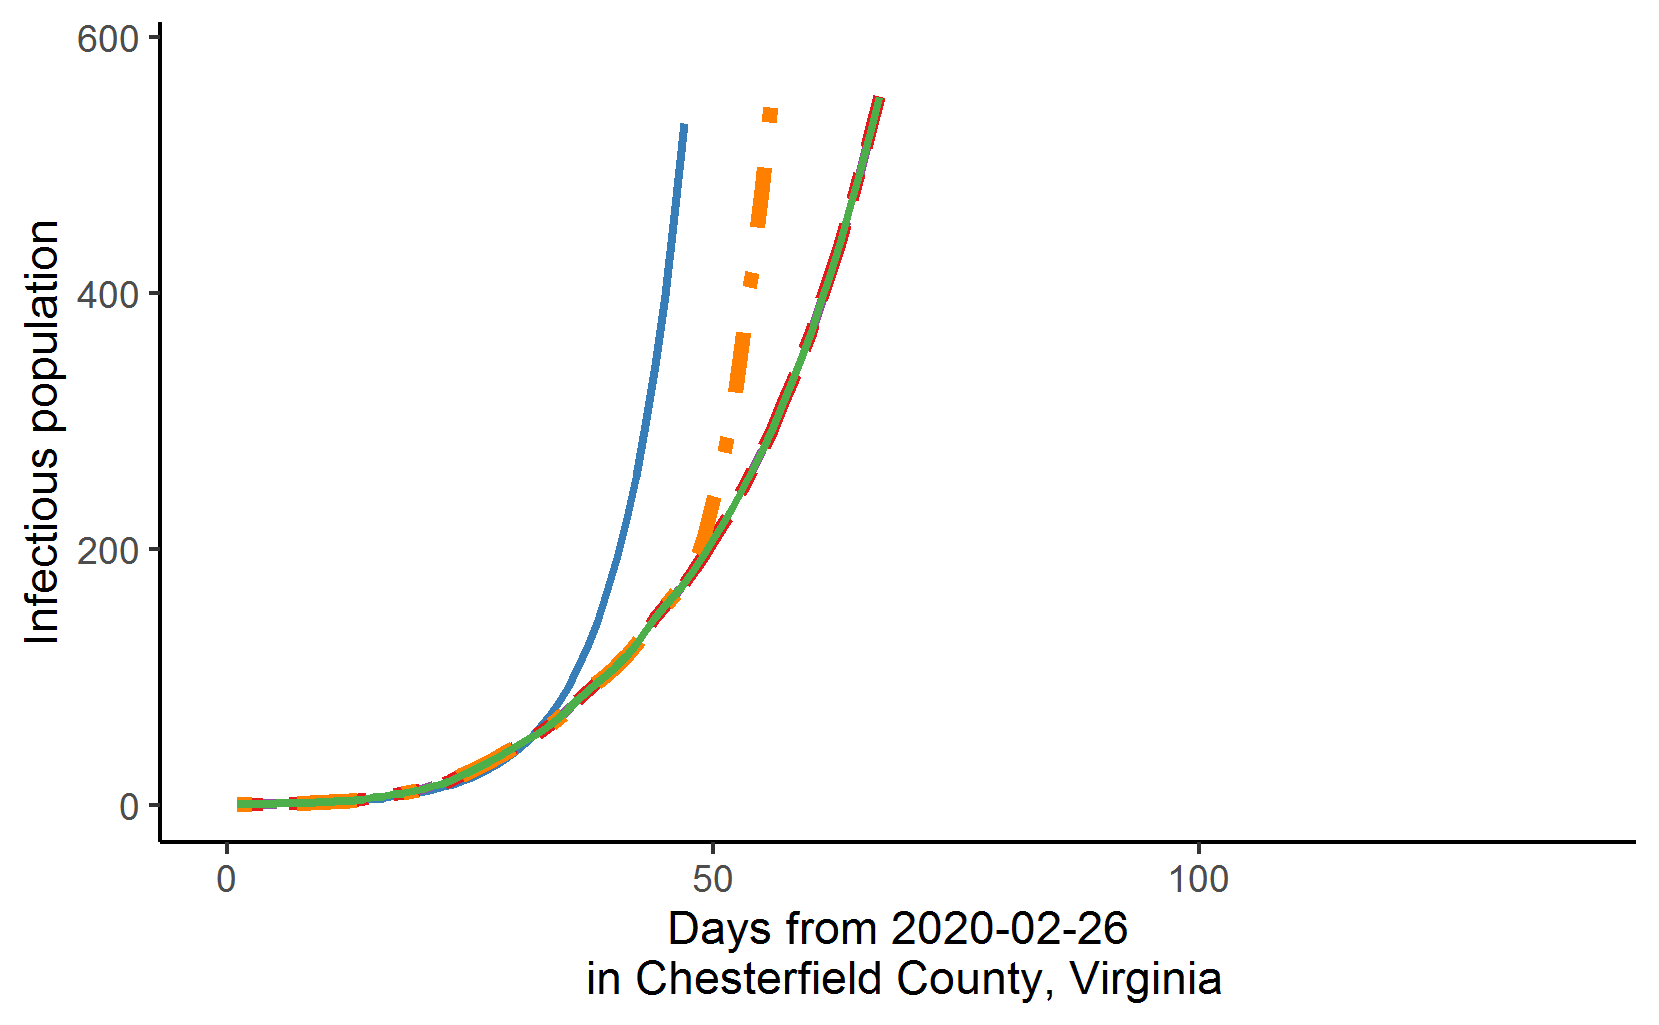 600
400
200
0
Infectious population
0 50 100
Days from 2020-02-26
in Chesterfield County, Virginia